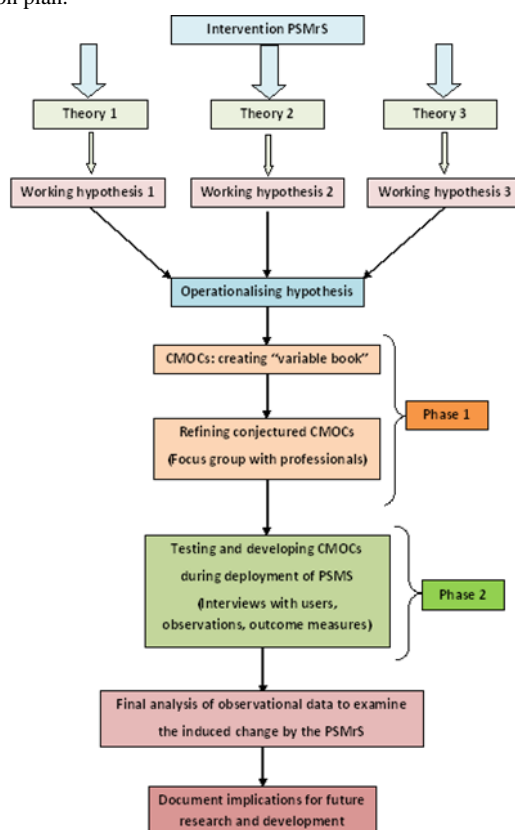 on plan.
Intervention PSMrS
Theory 1
Theory 2
Theory 3
Working hypothesis 1
Working hypothesis 2
Working hypothesis 3
Operationalising hypothesis
CMOCs: creating "variable book"
Refining conjectured CMOCs
(Focus group with professionals)
Phase 1
Testing and developing CMOCs
during deployment of PSMS
(Interviews with users,
observations, outcome measures)
Phase 2
Final analysis of observational data to examine
the induced change by the PSMrS
Document implications for future
research and development